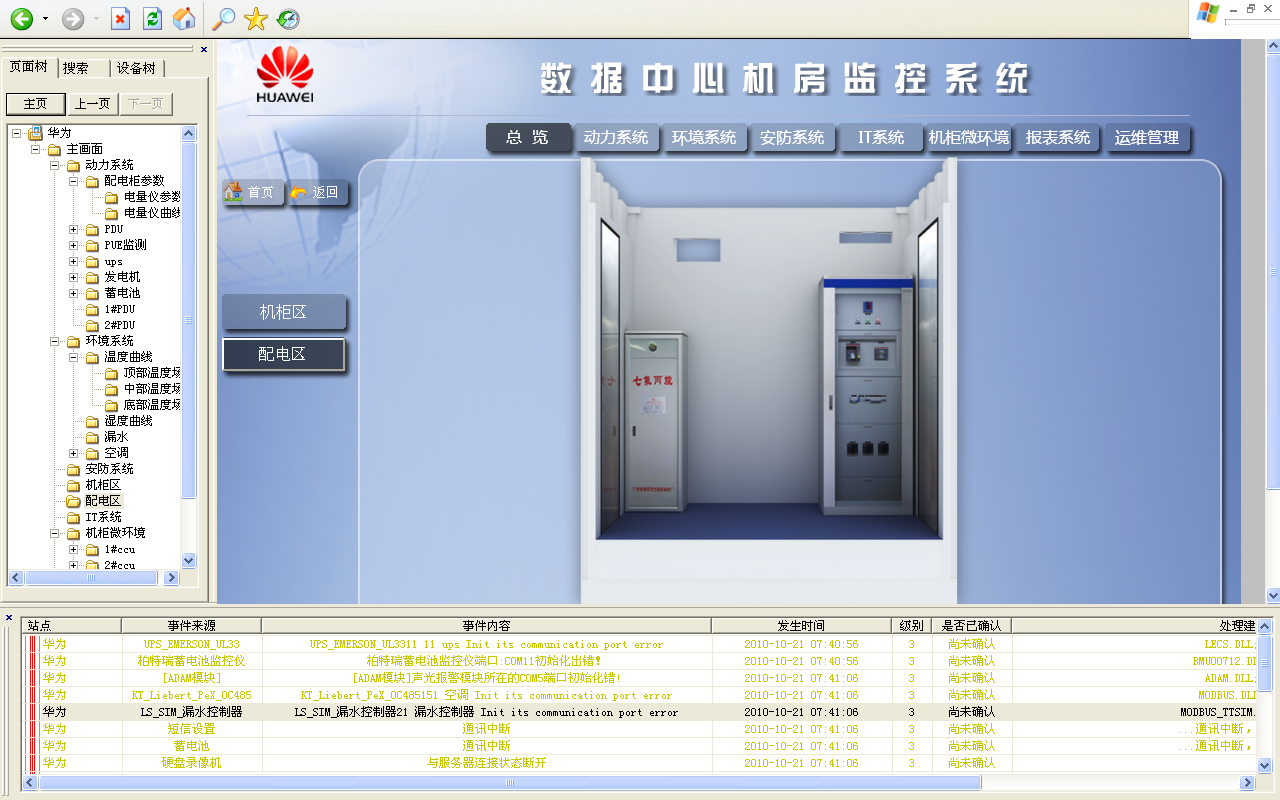 页面树 搜索 设备树
主页 上一页 下一页
华为
主画面
动力系统
配电柜参数
电量仪参数
电量仪曲线
PDU
PUE监测
ups
发电机
蓄电池
1#PDU
2#PDU
环境系统
温度曲线
顶部温度场
中部温度场
底部温度场
湿度曲线
漏水
空调
安防系统
机柜区
配电区
IT系统
机柜微环境
1#ccu
2#ccu
HUAWEI
数据中心机房监控系统
总 览 动力系统 环境系统 安防系统 IT系统 机柜微环境 报表系统 运维管理
首页 返回
机柜区
配电区
七氟丙烷
站点 事件来源 事件内容 发生时间 级别 是否已确认 处理建
华为 UPS_EMERSON_UL33 UPS_EMERSON_UL3311 11 ups Init its communication port error 2010-10-21 07:40:56 3 尚未确认 LECS.DLL;
华为 柏特瑞蓄电池监控仪 柏特瑞蓄电池监控仪端口:COM11初始化出错! 2010-10-21 07:40:56 3 尚未确认 BMU00712.DI
华为 [ADAM模块] [ADAM模块]声光报警模块所在的COM5端口初始化错! 2010-10-21 07:41:06 3 尚未确认 ADAM.DLL;
华为 KT_Liebert_PeX_OC485 KT_Liebert_PeX_OC485151 空调 Init its communication port error 2010-10-21 07:41:06 3 尚未确认 MODBUS.DLI
华为 LS_SIM_漏水控制器 LS_SIM_漏水控制器21 漏水控制器 Init its communication port error 2010-10-21 07:41:06 3 尚未确认 MODBUS_TTSIM.
华为 短信设置 通讯中断 2010-10-21 07:41:06 3 尚未确认 ...通讯中断，
华为 蓄电池 通讯中断 2010-10-21 07:41:06 3 尚未确认 ...通讯中断，
华为 硬盘录像机 与服务器连接状态断开 2010-10-21 07:41:06 3 尚未确认